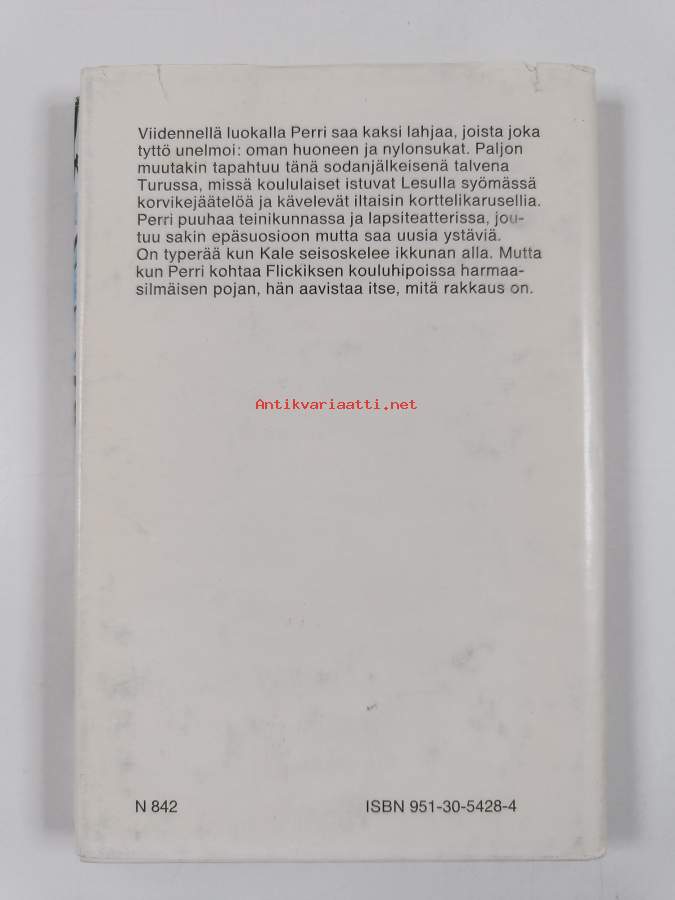 Viidennellä luokalla Perri saa kaksi lahjaa, joista joka
tyttö unelmoi: oman huoneen ja nylonsukat. Paljon
muutakin tapahtuu tänä sodanjälkeisenä talvena
Turussa, missä koululaiset istuvat Lesulla syömässä
korvikejäätelöä ja kävelevät iltaisin korttelikarusellia.
Perri puuhaa teinikunnassa ja lapsiteatterissa, jou-
tuu sakin epäsuosioon mutta saa uusia ystäviä.
On typerää kun Kale seisoskelee ikkunan alla. Mutta
kun Perri kohtaa Flickiksen kouluhipoissa harmaa-
silmäisen pojan, hän aavistaa itse, mitä rakkaus on.
Antikvariaatti.net
N 842
ISBN 951-30-5428-4